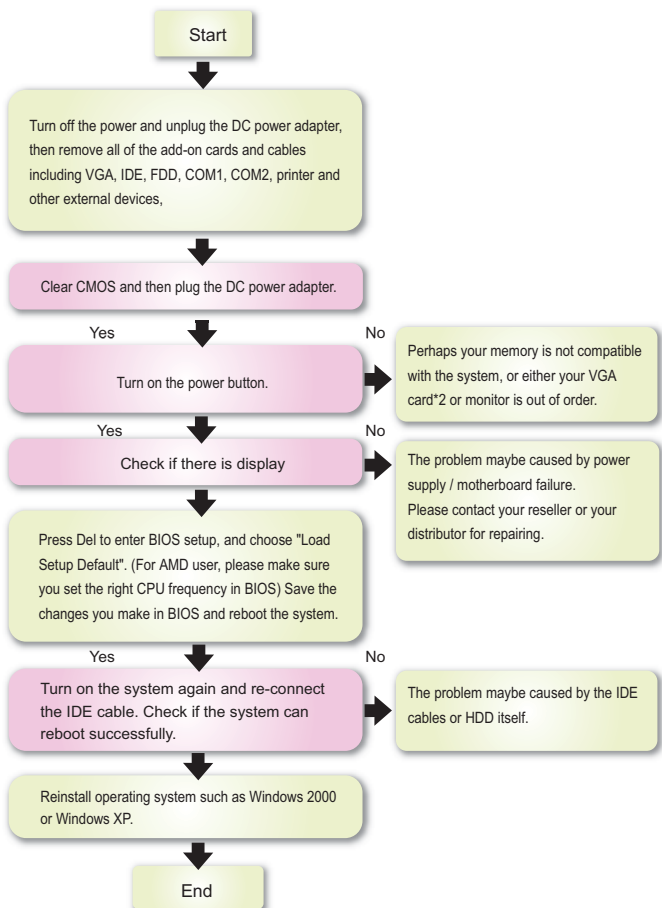 Start
Turn off the power and unplug the DC power adapter,
then remove all of the add-on cards and cables
including VGA, IDE, FDD, COM1, COM2, printer and
other external devices,
Clear CMOS and then plug the DC power adapter.
Yes
No
Turn on the power button.
Perhaps your memory is not compatible
with the system, or either your VGA
card*2 or monitor is out of order.
Yes
No
Check if there is display
The problem maybe caused by power
supply / motherboard failure.
Please contact your reseller or your
distributor for repairing.
Press Del to enter BIOS setup, and choose "Load
Setup Default". (For AMD user, please make sure
you set the right CPU frequency in BIOS) Save the
changes you make in BIOS and reboot the system.
Yes
No
Turn on the system again and re-connect
the IDE cable. Check if the system can
reboot successfully.
The problem maybe caused by the IDE
cables or HDD itself.
Reinstall operating system such as Windows 2000
or Windows XP.
End